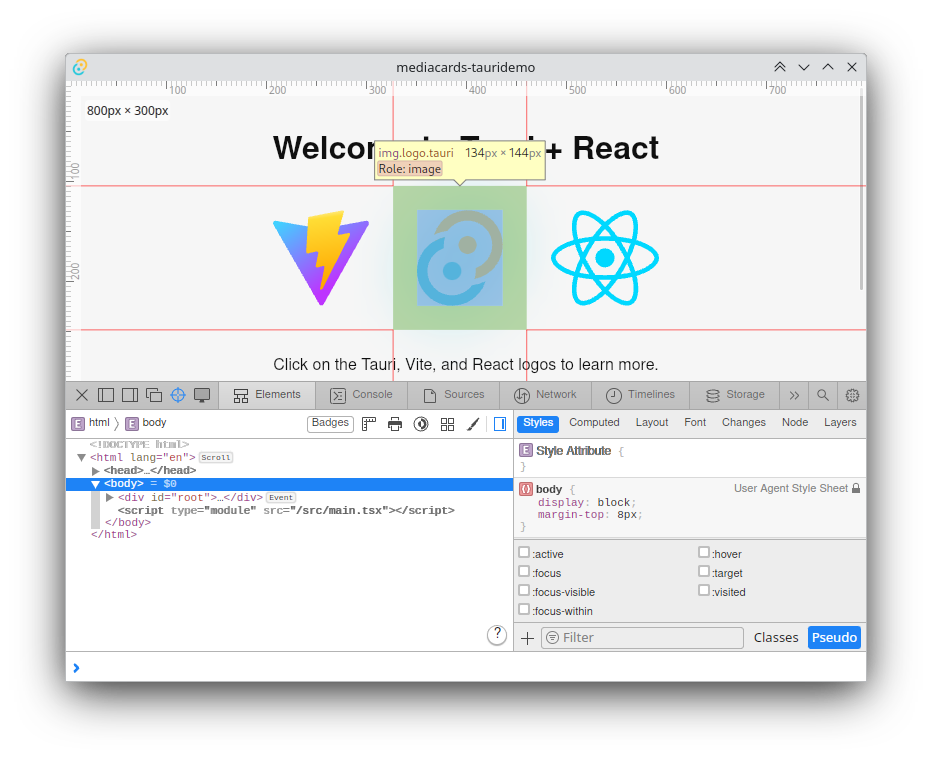 mediacards-tauridemo
100 200 300 400 500 600 700
800px × 300px
100
200
Welco + React
img.logo.tauri 134px × 144px
Role: image
Click on the Tauri, Vite, and React logos to learn more.
Elements Console Sources Network Timelines Storage
E html E body Badges
Styles Computed Layout Font Changes Node Layers
<!DOCTYPE html>
<html lang="en"> Scroll
<head>…</head>
<body> = $0
<div id="root">…</div> Event
<script type="module" src="/src/main.tsx"></script>
</body>
</html>
E Style Attribute {
}
body { User Agent Style Sheet
display: block;
margin-top: 8px;
}
:active :hover
:focus :target
:focus-visible :visited
:focus-within
?
Filter Classes Pseudo